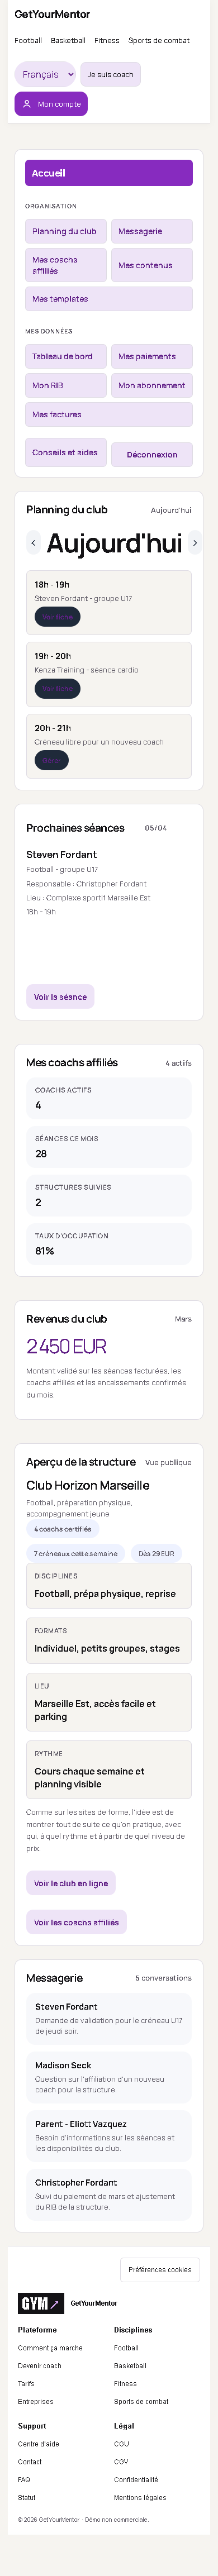 GetYourMentor
Football Basketball Fitness Sports de combat
Français
Je suis coach
Mon compte
Accueil
ORGANISATION
Planning du club
Messagerie
Mes coachs
affiliés
Mes contenus
Mes templates
MES DONNÉES
Tableau de bord
Mes paiements
Mon RIB
Mon abonnement
Mes factures
Conseils et aides
Déconnexion
Planning du club
Aujourd'hui
Aujourd'hui
18h - 19h
Steven Fordant - groupe U17
19h - 20h
Kenza Training - séance cardio
20h - 21h
Créneau libre pour un nouveau coach
Prochaines séances
05/04
Steven Fordant
Football - groupe U17
Responsable : Christopher Fordant
Lieu : Complexe sportif Marseille Est
18h - 19h
Voir la séance
Mes coachs affiliés
4 actifs
COACHS ACTIFS
4
SÉANCES CE MOIS
28
STRUCTURES SUIVIES
2
TAUX D'OCCUPATION
81%
Revenus du club
Mars
2 450 EUR
Montant validé sur les séances facturées, les
coachs affiliés et les encaissements confirmés
du mois.
Aperçu de la structure
Vue publique
Club Horizon Marseille
Football, préparation physique,
accompagnement jeune
4 coachs certifiés
7 créneaux cette semaine
Dès 29 EUR
DISCIPLINES
Football, prépa physique, reprise
FORMATS
Individuel, petits groupes, stages
LIEU
Marseille Est, accès facile et
parking
RYTHME
Cours chaque semaine et
planning visible
Comme sur les sites de forme, l'idée est de
montrer tout de suite ce qu'on pratique, avec
qui, à quel rythme et à partir de quel niveau de
prix.
Voir le club en ligne
Voir les coachs affiliés
Messagerie
5 conversations
Steven Fordant
Demande de validation pour le créneau U17
de jeudi soir.
Madison Seck
Question sur l'affiliation d'un nouveau
coach pour la structure.
Parent - Eliott Vazquez
Besoin d'informations sur les séances et
les disponibilités du club.
Christopher Fordant
Suivi du paiement de mars et ajustement
du RIB de la structure.
Préférences cookies
GYM
GetYourMentor
Plateforme
Comment ça marche
Devenir coach
Tarifs
Entreprises
Disciplines
Football
Basketball
Fitness
Sports de combat
Support
Centre d'aide
Contact
FAQ
Statut
Légal
CGU
CGV
Confidentialité
Mentions légales
© 2026 GetYourMentor · Démo non commerciale.